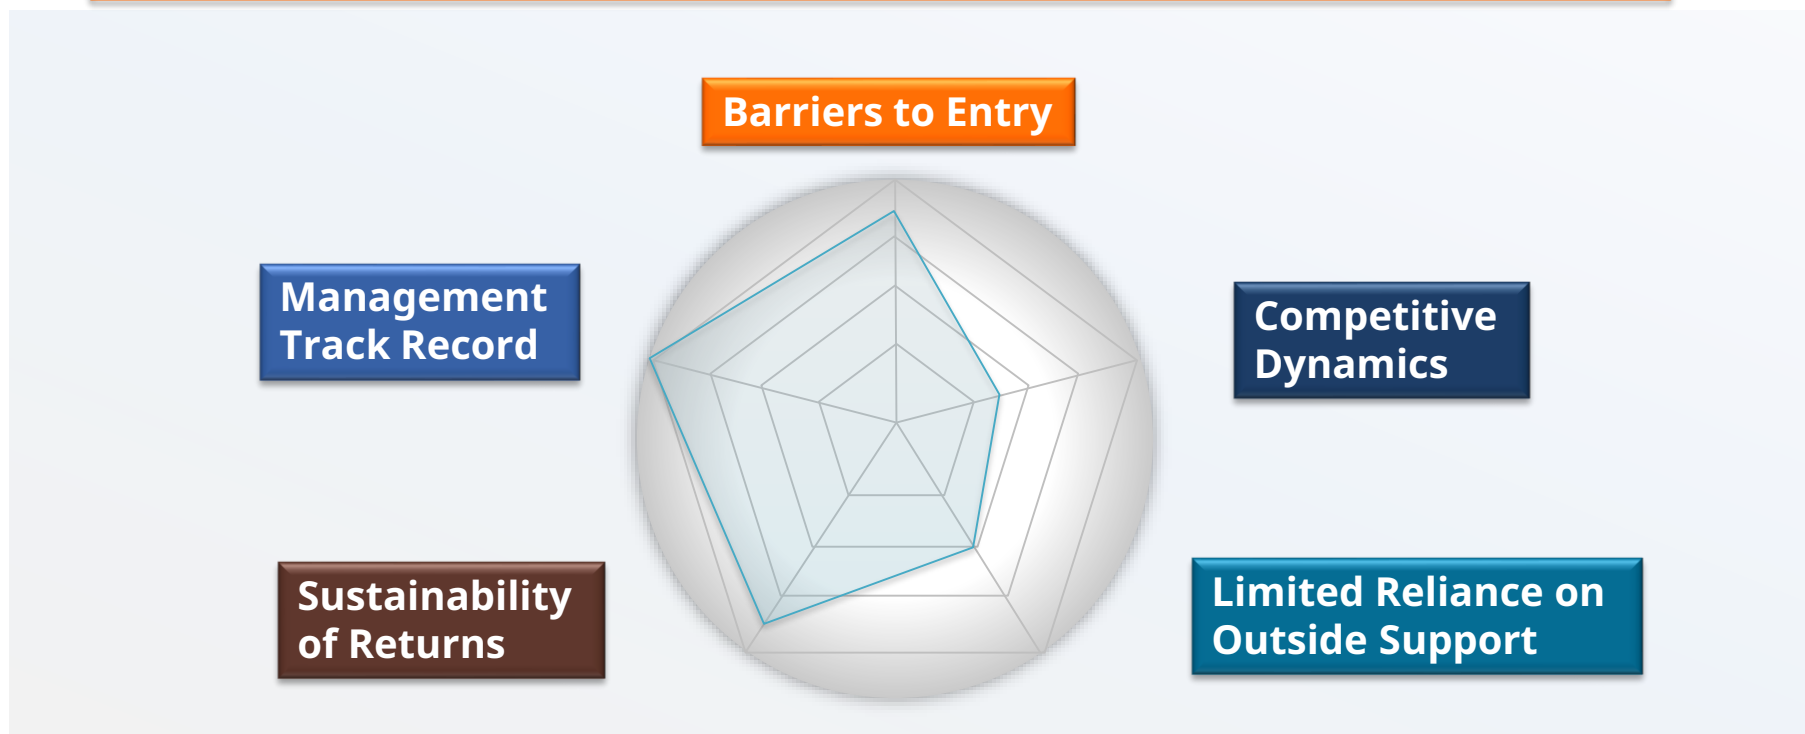 Barriers to Entry
Management
Track Record
Competitive
Dynamics
Sustainability
of Returns
Limited Reliance on
Outside Support